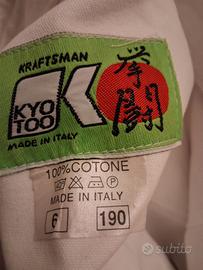 KRAFTSMAN
KYO
TOO
K
拳
闘
MADE IN ITALY
100%COTONE
MADE IN ITALY
6 190
subito